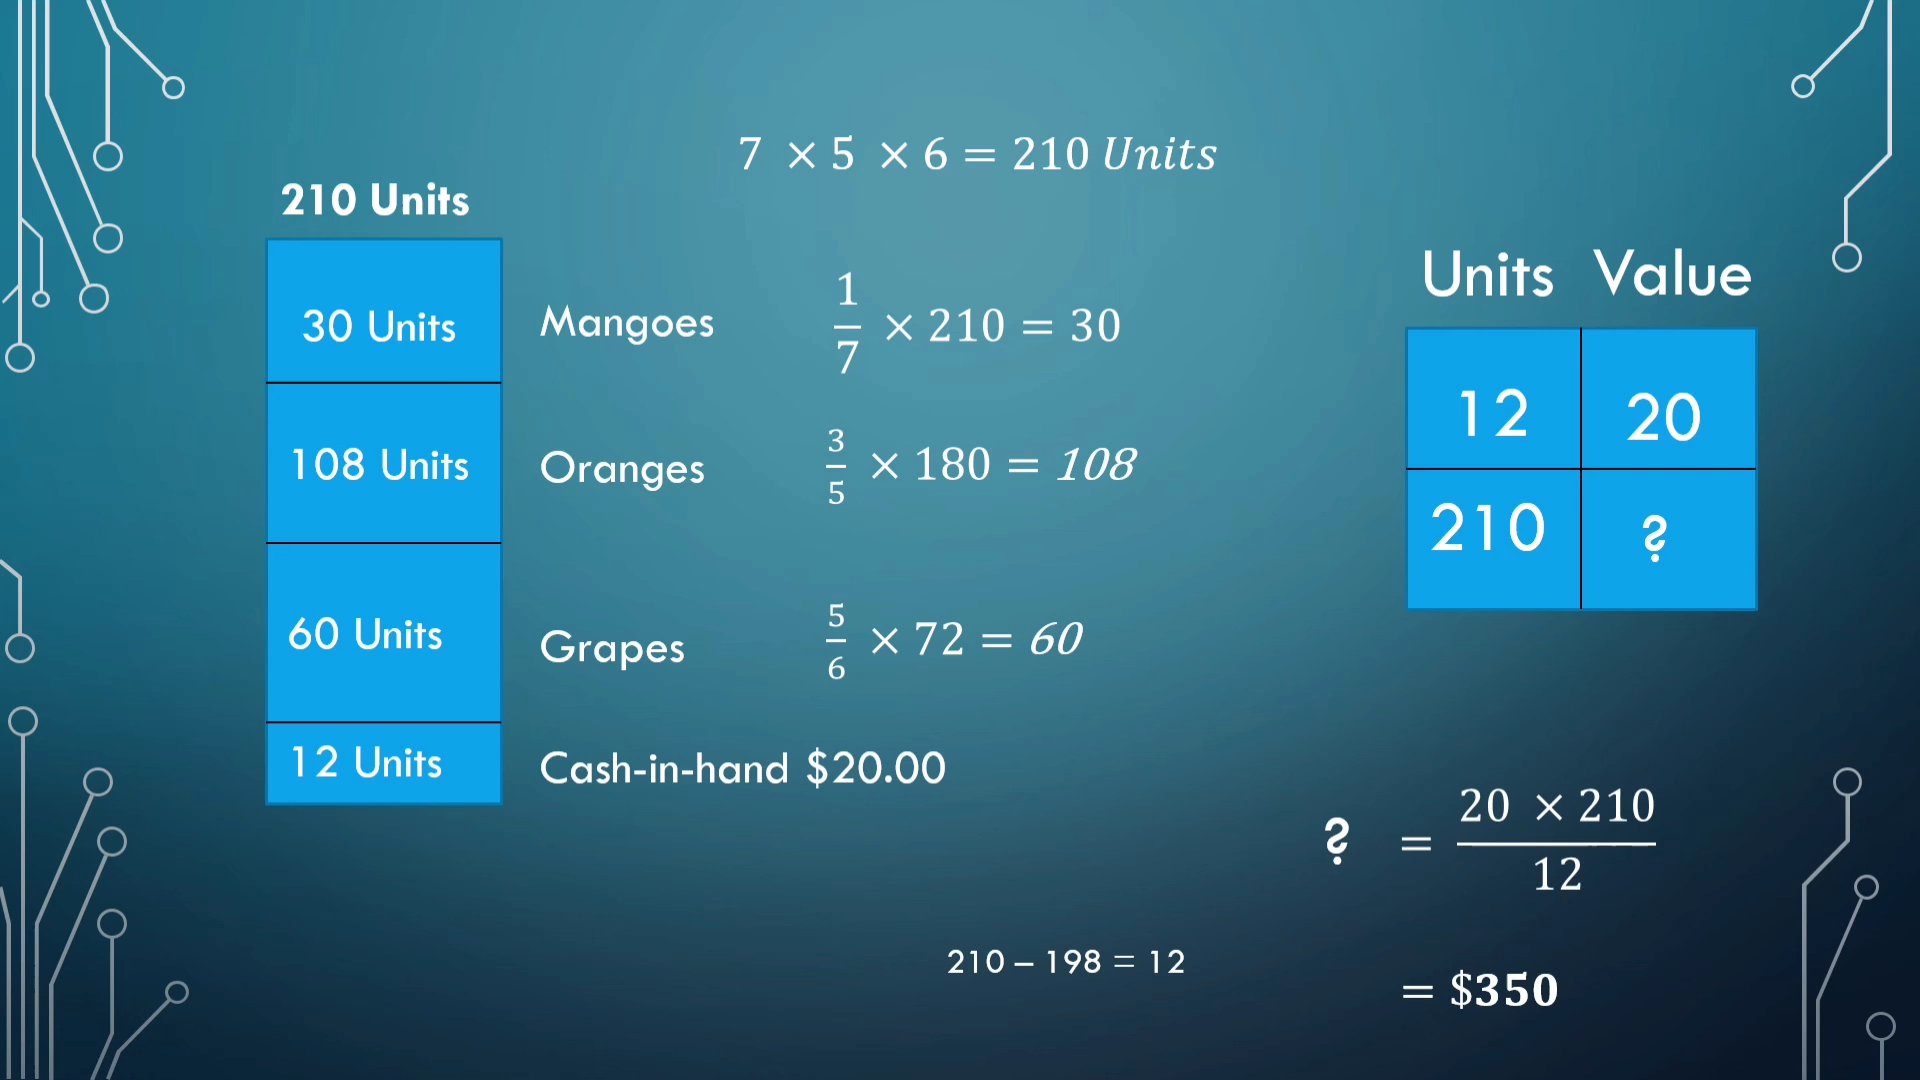 7 × 5 × 6 = 210 Units
210 Units
30 Units
Mangoes
1/7 × 210 = 30
108 Units
Oranges
3/5 × 180 = 108
60 Units
Grapes
5/6 × 72 = 60
12 Units
Cash-in-hand $20.00
210 – 198 = 12
Units Value
12 20
210 ?
? = 20 × 210 / 12
= $350